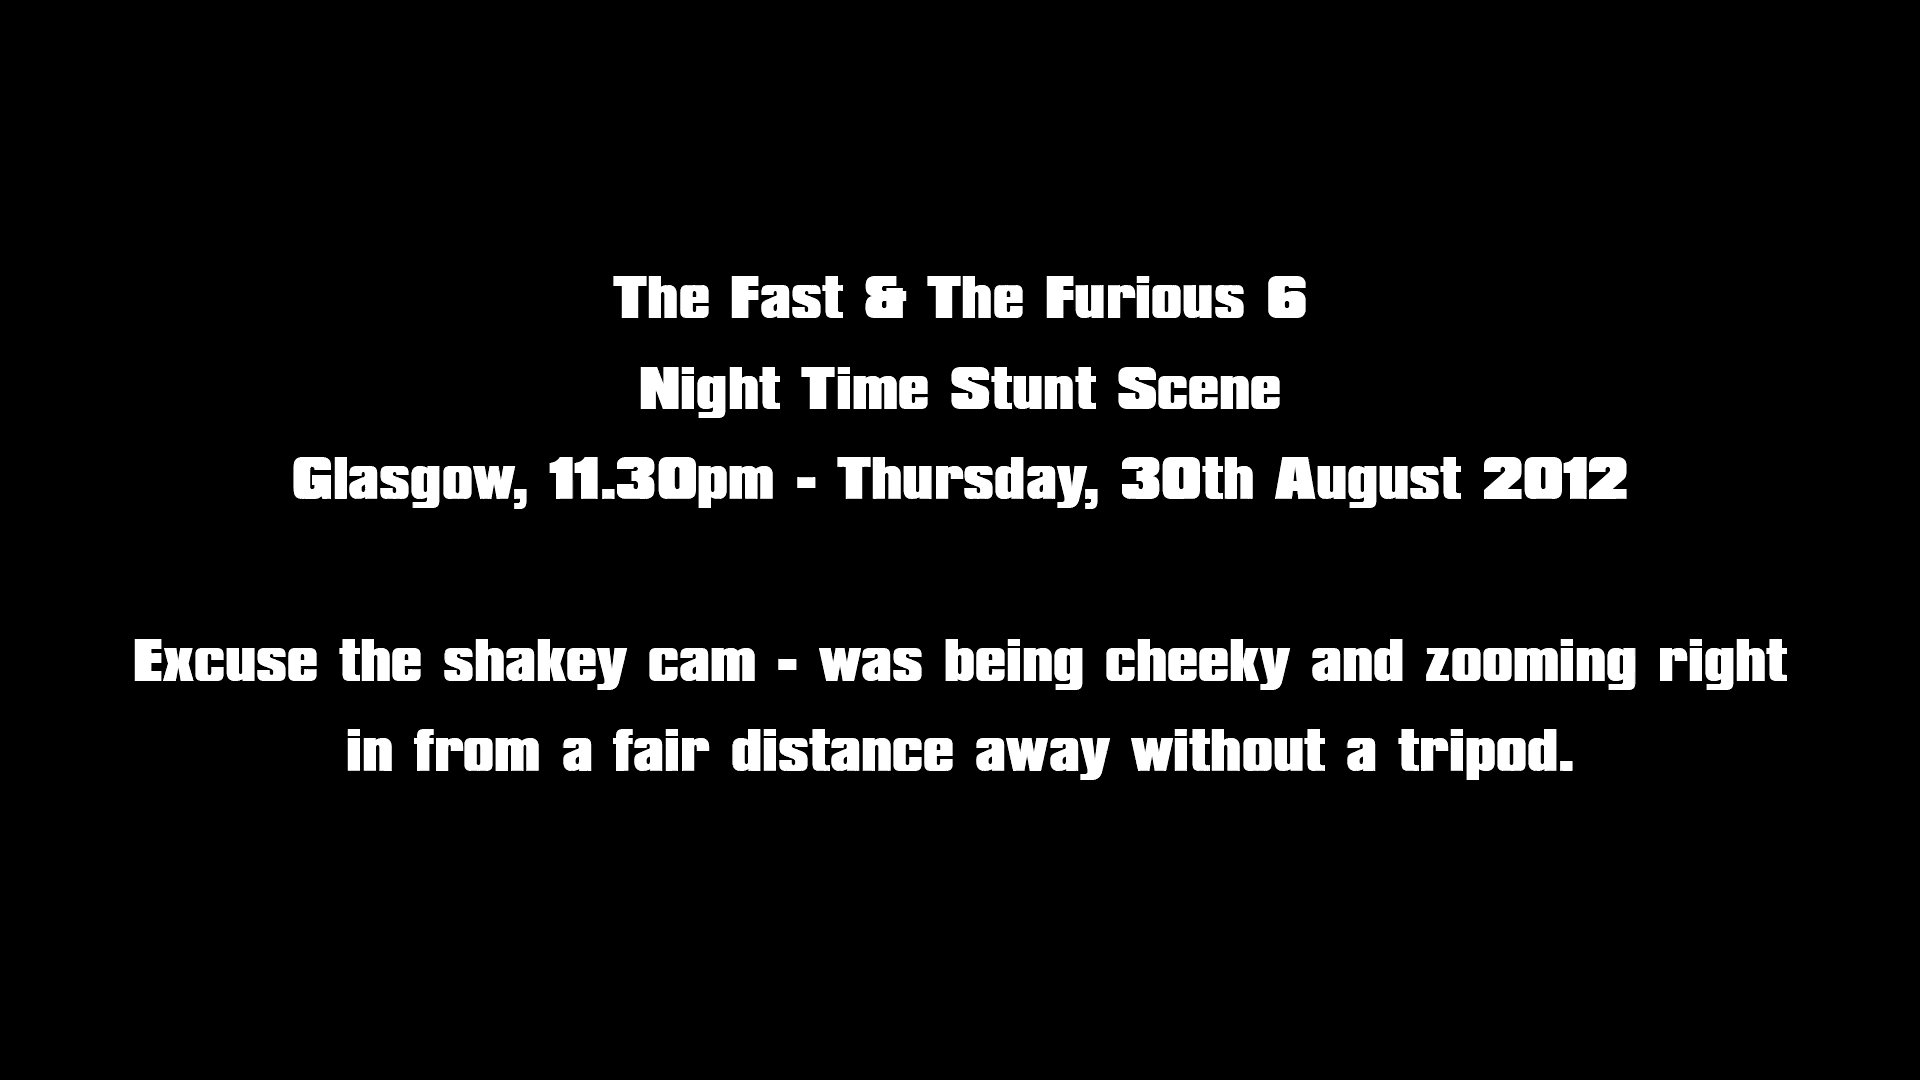 The Fast & The Furious 6
Night Time Stunt Scene
Glasgow, 11.30pm - Thursday, 30th August 2012
Excuse the shakey cam - was being cheeky and zooming right
in from a fair distance away without a tripod.